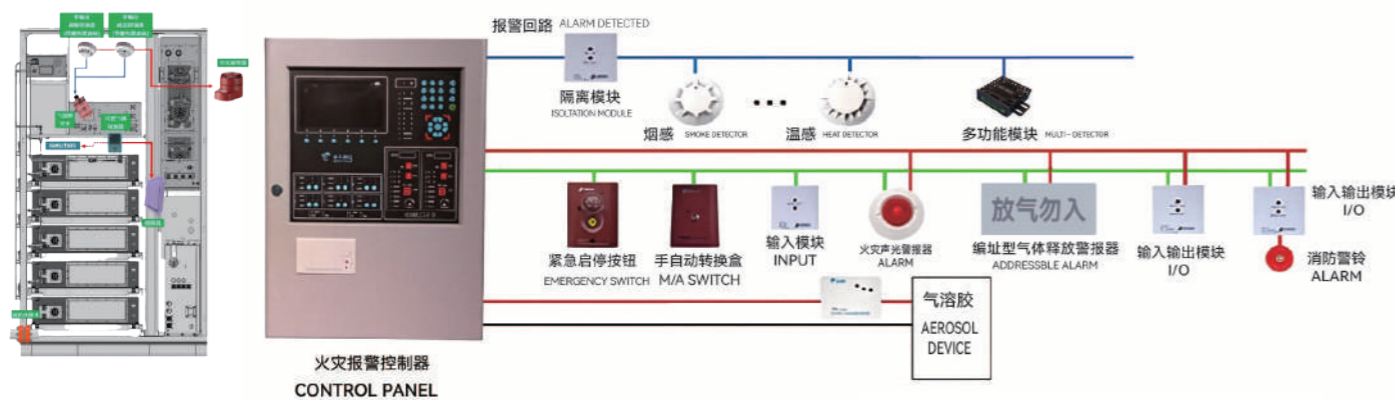 报警回路 ALARM DETECTED
隔离模块
ISOLTATION MODULE
烟感 SMOKE DETECTOR
温感 HEAT DETECTOR
多功能模块 MULTI-DETECTOR
紧急启停按钮
EMERGENCY SWITCH
手自动转换盒
M/A SWITCH
输入模块
INPUT
火灾声光警报器
ALARM
放气勿入
编址型气体释放警报器
ADDRESSBLE ALARM
输入输出模块
I/O
输入输出模块
I/O
消防警铃
ALARM
气溶胶
AEROSOL
DEVICE
火灾报警控制器
CONTROL PANEL